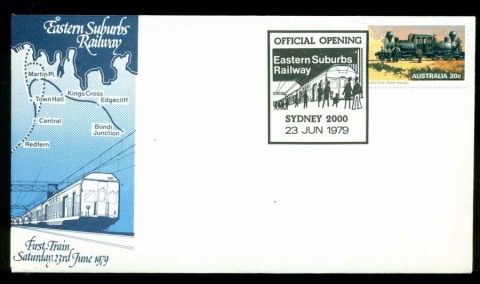 Eastern Suburbs
Railway
Martin Pl.
Kings Cross
Town Hall
Edgecliff
Central
Bondi
Junction
Redfern
First Train
Saturday, 23rd June 1979
OFFICIAL OPENING
Eastern Suburbs
Railway
SYDNEY 2000
23 JUN 1979
AUSTRALIA 20c